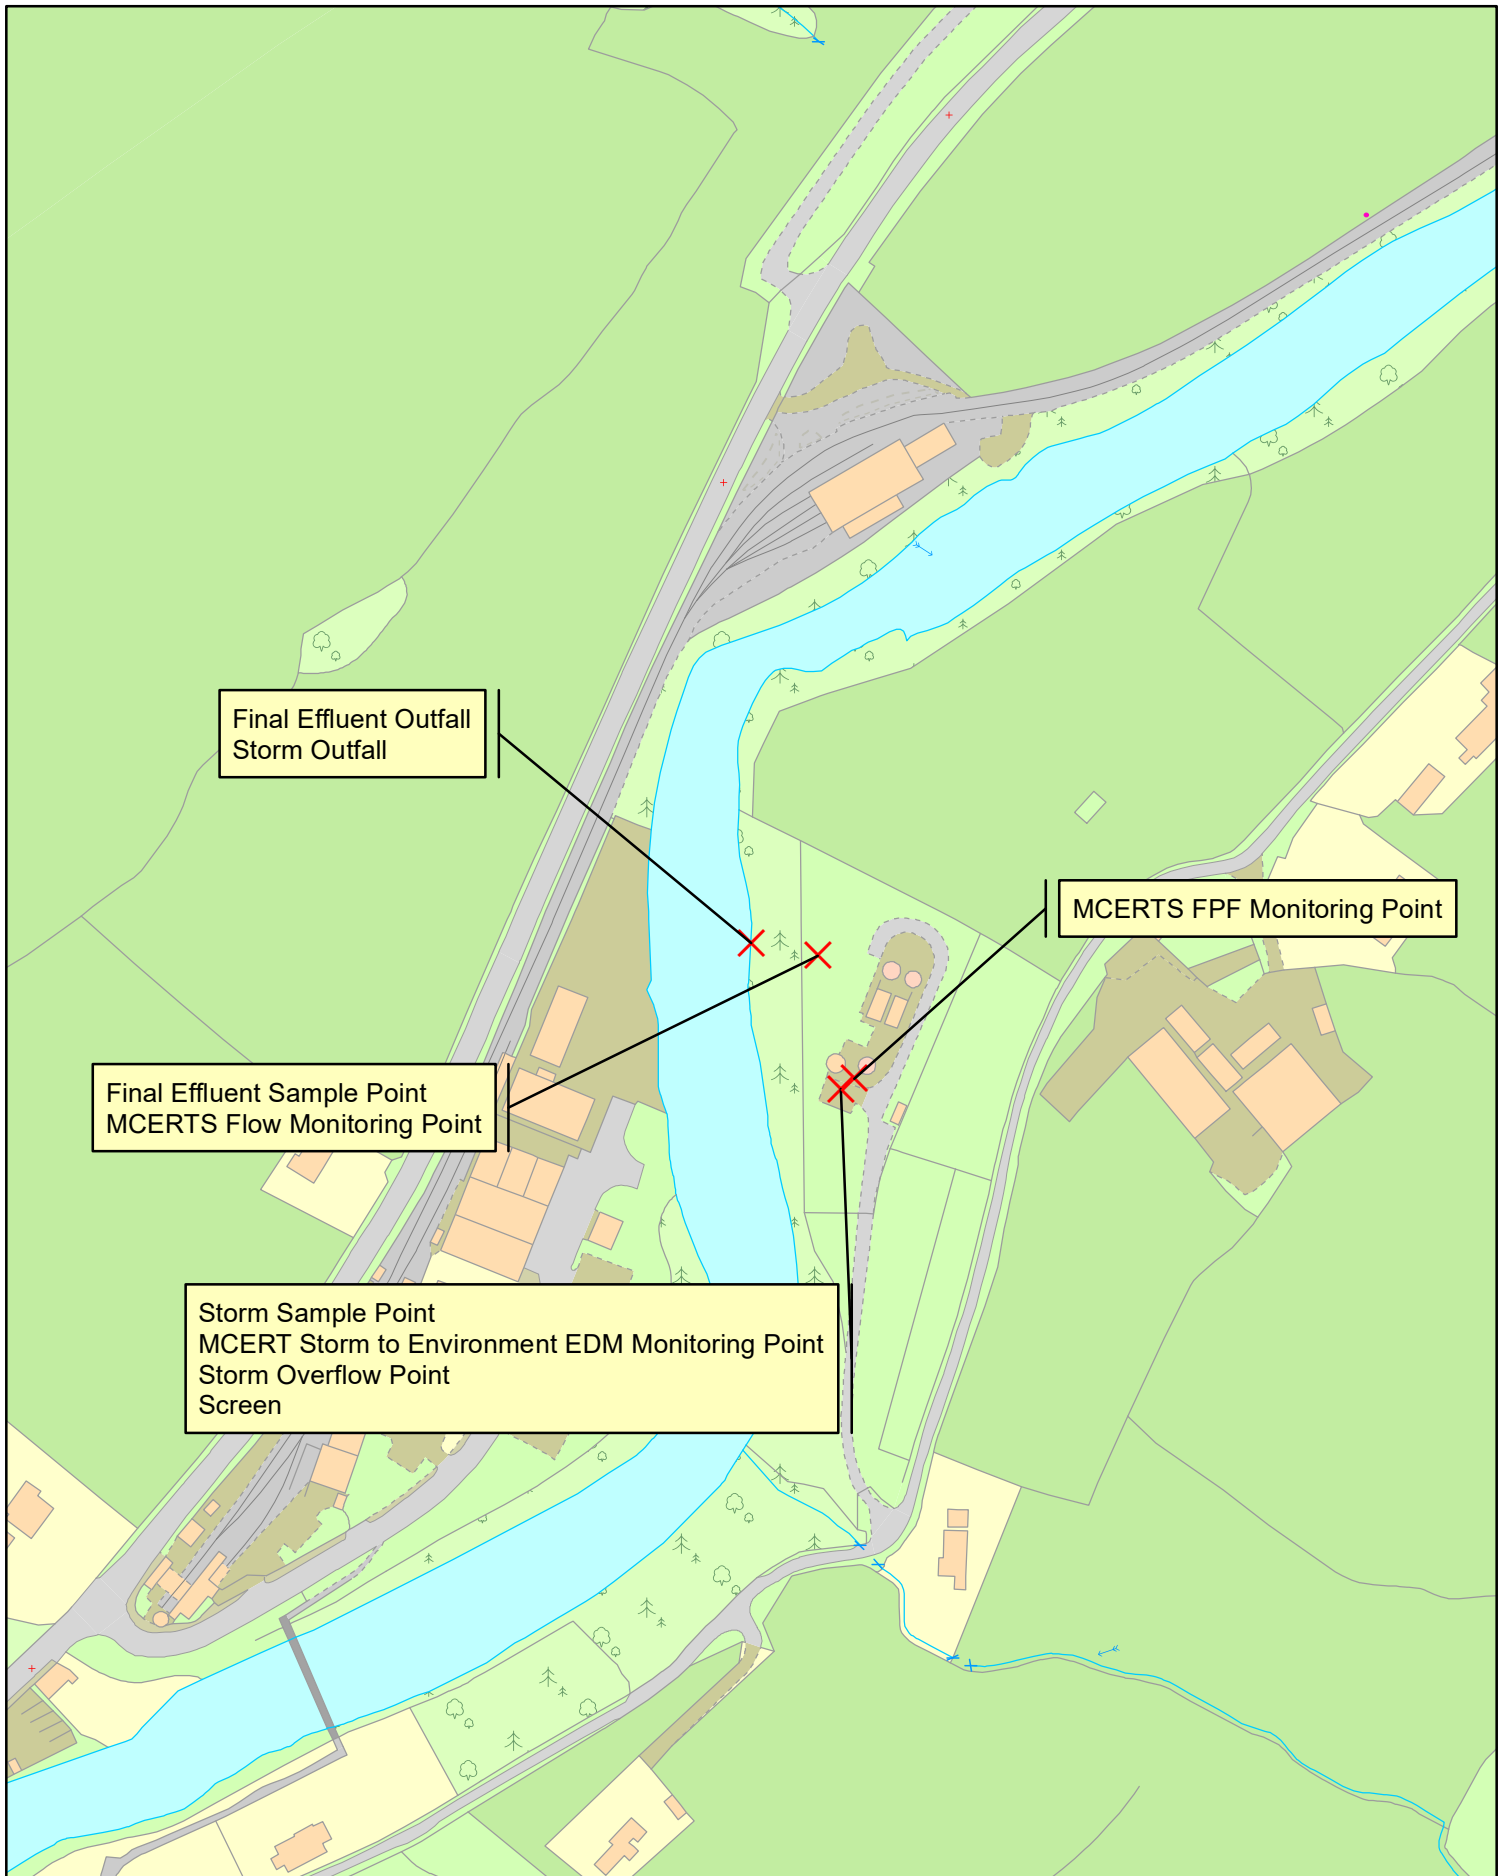 Final Effluent Outfall
Storm Outfall
MCERTS FPF Monitoring Point
Final Effluent Sample Point
MCERTS Flow Monitoring Point
Storm Sample Point
MCERT Storm to Environment EDM Monitoring Point
Storm Overflow Point
Screen